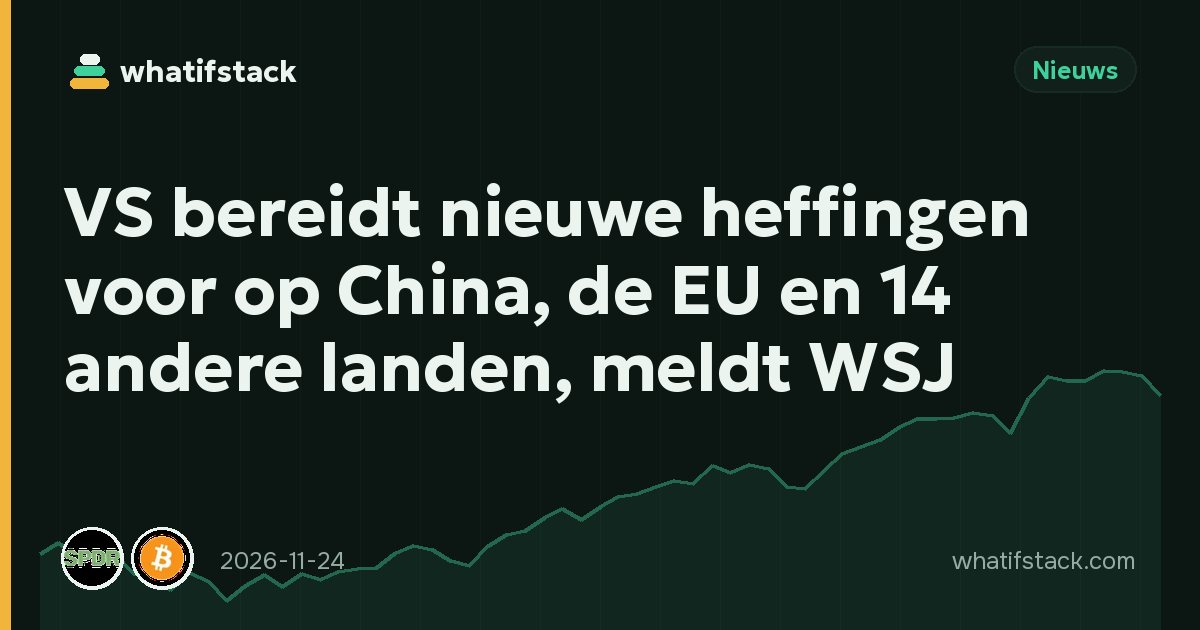 whatifstack
Nieuws
VS bereidt nieuwe heffingen
voor op China, de EU en 14
andere landen, meldt WSJ
SPDR
2026-11-24
whatifstack.com